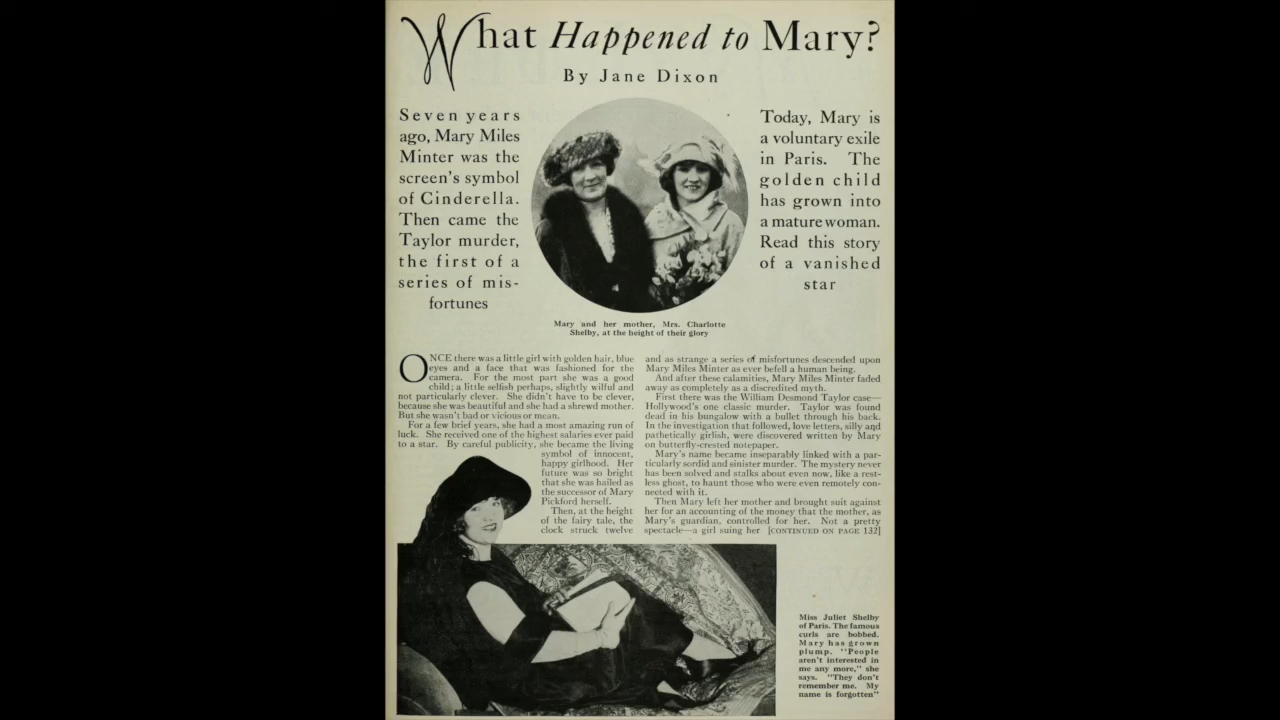 What Happened to Mary?
By Jane Dixon
Seven years
ago, Mary Miles
Minter was the
screen's symbol
of Cinderella.
Then came the
Taylor murder,
the first of a
series of mis-
fortunes
Today, Mary is
a voluntary exile
in Paris. The
golden child
has grown into
a mature woman.
Read this story
of a vanished
star
Mary and her mother, Mrs. Charlotte
Shelby, at the height of their glory
ONCE there was a little girl with golden hair, blue
eyes and a face that was fashioned for the
camera. For the most part she was a good
child; a little selfish perhaps, slightly wilful and
not particularly clever. She didn't have to be clever,
because she was beautiful and she had a shrewd mother.
But she wasn't bad or vicious or mean.
For a few brief years, she had a most amazing run of
luck. She received one of the highest salaries ever paid
to a star. By careful publicity, she became the living
symbol of innocent,
happy girlhood. Her
future was so bright
that she was hailed as
the successor of Mary
Pickford herself.
Then, at the height
of the fairy tale, the
clock struck twelve
and as strange a series of misfortunes descended upon
Mary Miles Minter as ever befell a human being.
And after these calamities, Mary Miles Minter faded
away as completely as a discredited myth.
First there was the William Desmond Taylor case—
Hollywood's one classic murder. Taylor was found
dead in his bungalow with a bullet through his back.
In the investigation that followed, love letters, silly and
pathetically girlish, were discovered written by Mary
on butterfly-crested notepaper.
Mary's name became inseparably linked with a par-
ticularly sordid and sinister murder. The mystery never
has been solved and stalks about even now, like a rest-
less ghost, to haunt those who were even remotely con-
nected with it.
Then Mary left her mother and brought suit against
her for an accounting of the money that the mother, as
Mary's guardian, controlled for her. Not a pretty
spectacle—a girl suing her [CONTINUED ON PAGE 132]
Miss Juliet Shelby
of Paris. The famous
curls are bobbed.
Mary has grown
plump. "People
aren't interested in
me any more," she
says. "They don't
remember me. My
name is forgotten"